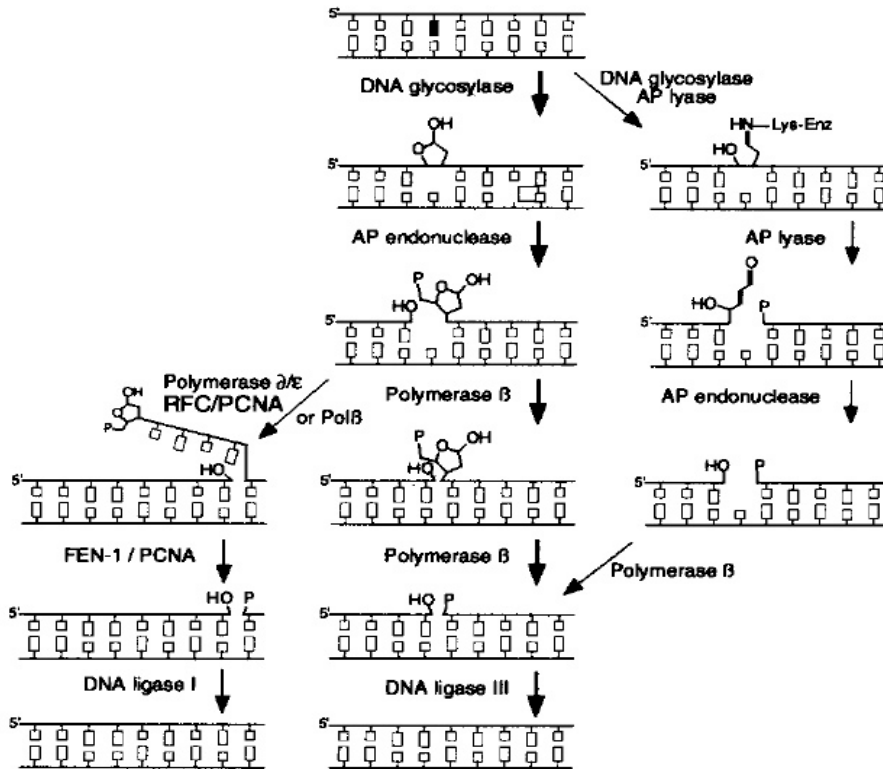 5'
DNA glycosylase
DNA glycosylase
AP lyase
OH
O
5'
HN—Lys-Enz
HO
5'
AP endonuclease
AP lyase
P
O
OH
HO
5'
O
HO
P
5'
Polymerase ∂/ε
RFC/PCNA
or Polß
Polymerase ß
AP endonuclease
OH
O
P
HO
5'
P
O
OH
HO
5'
HO
P
5'
FEN-1 / PCNA
Polymerase ß
Polymerase ß
HO P
5'
HO P
5'
DNA ligase I
DNA ligase III
5'
5'